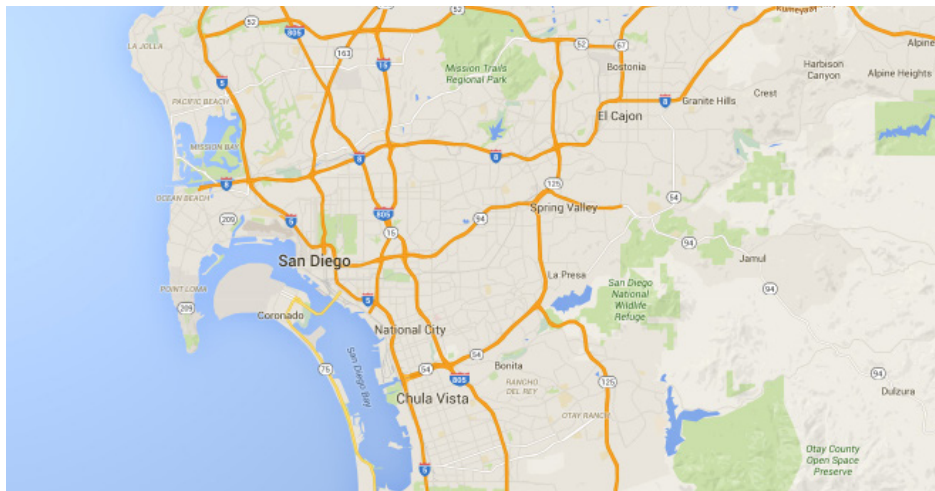 52
Kumeyaay
52
805
LA JOLLA
163
52
67
Alpine
15
Mission Trails
Regional Park
Bostonia
Harbison
Canyon
Alpine Heights
5
Crest
PACIFIC BEACH
8
Granite Hills
El Cajon
MISSION BAY
8
8
8
125
OCEAN BEACH
54
209
5
805
94
Spring Valley
15
94
San Diego
Jamul
La Presa
POINT LOMA
San Diego
National
Wildlife
Refuge
94
209
Coronado
5
National City
San Diego Bay
54
75
54
Bonita
94
805
RANCHO
DEL REY
125
Dulzura
Chula Vista
OTAY RANCH
Otay County
Open Space
Preserve
5